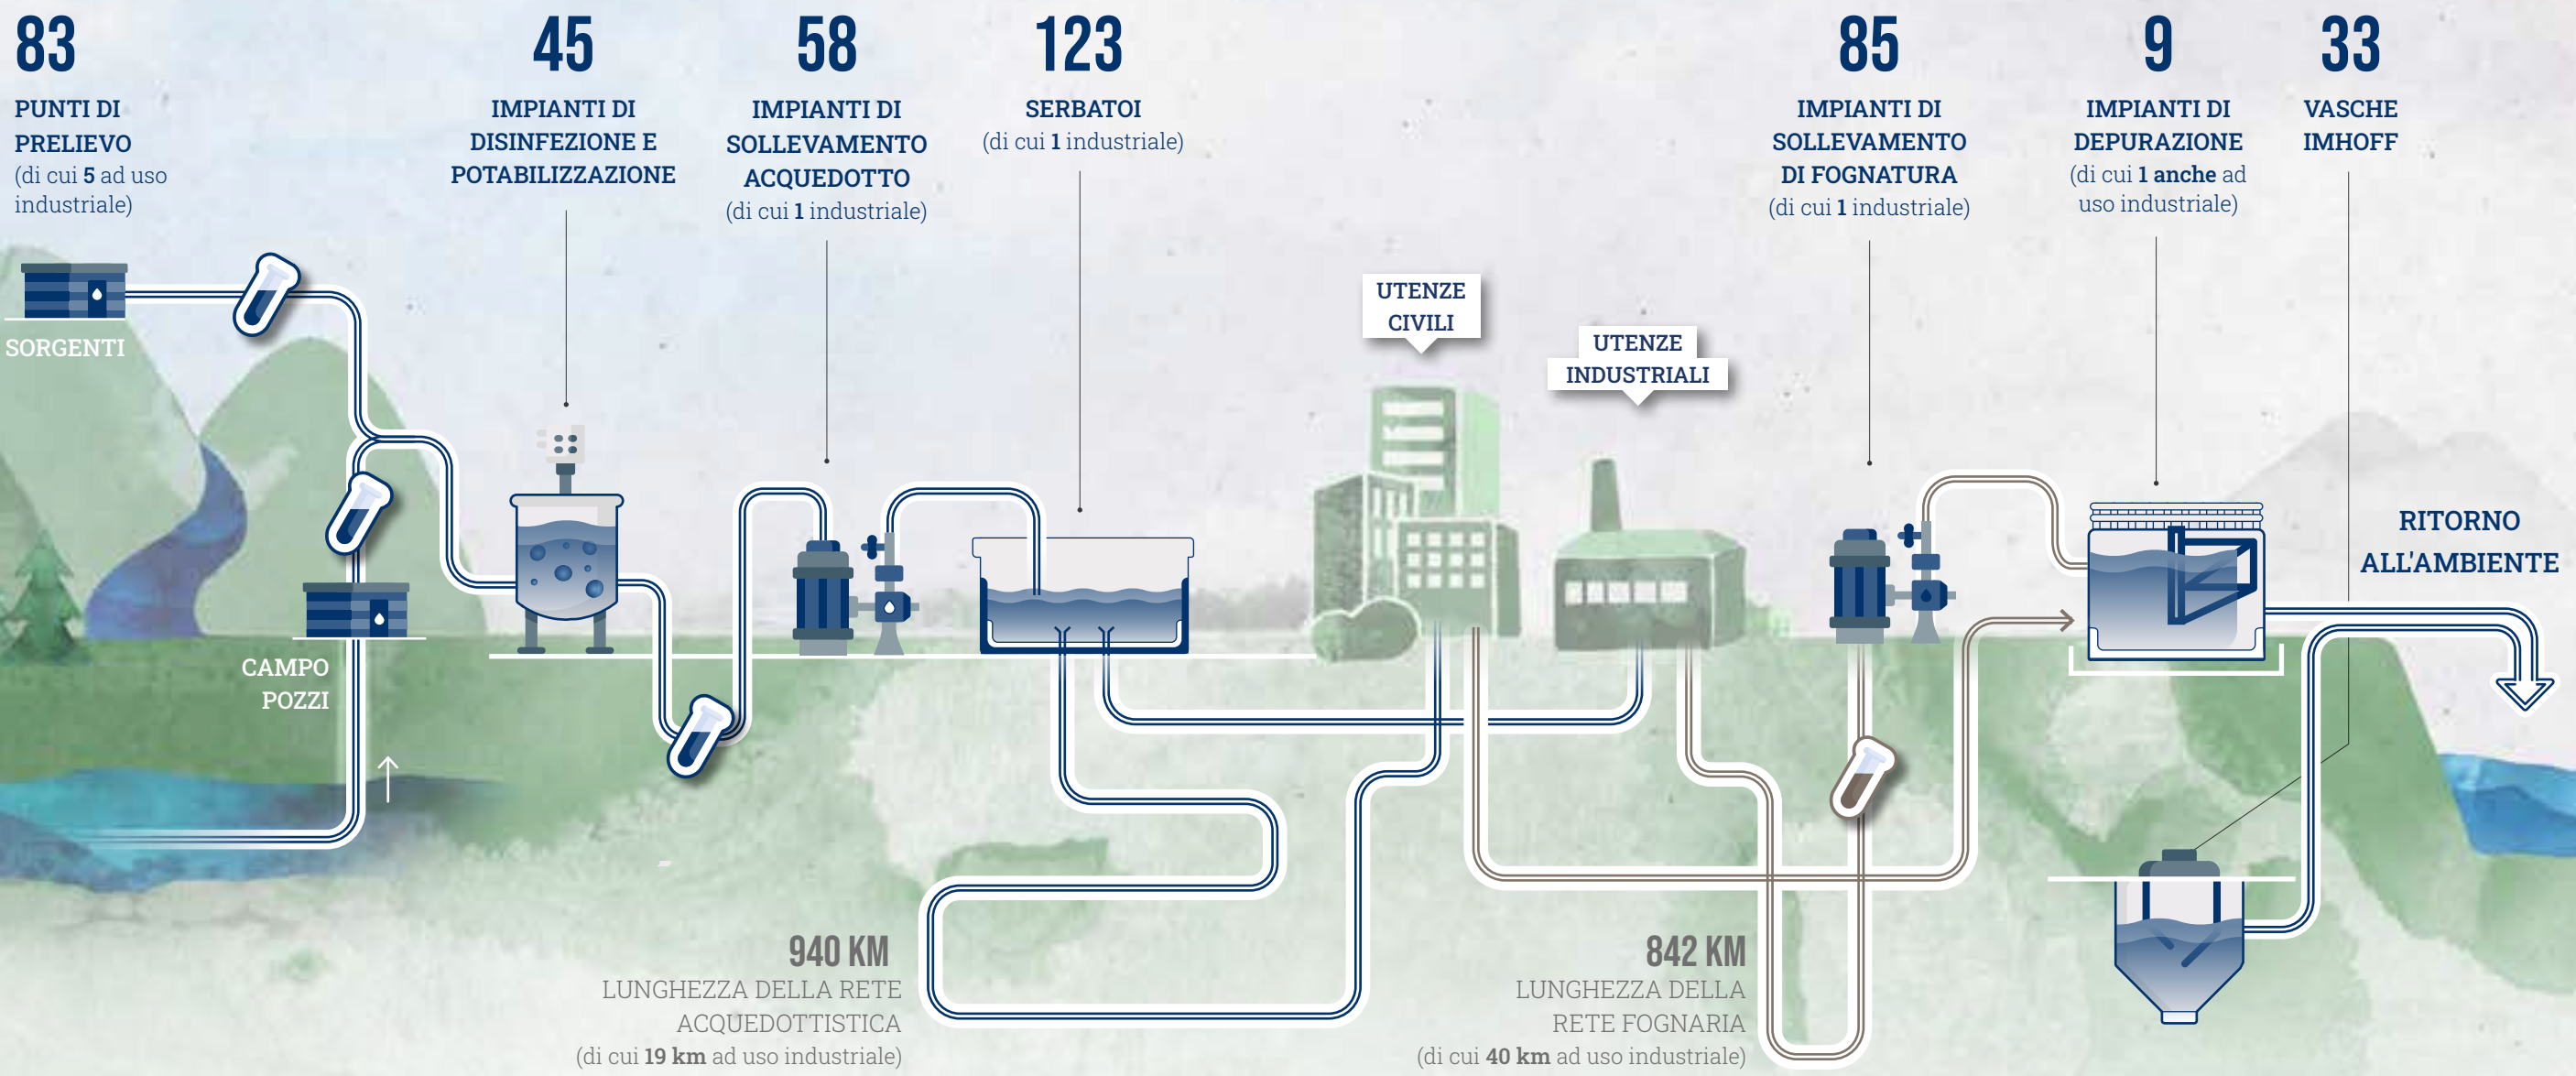 83
PUNTI DI
PRELIEVO
(di cui 5 ad uso
industriale)
45
IMPIANTI DI
DISINFEZIONE E
POTABILIZZAZIONE
58
IMPIANTI DI
SOLLEVAMENTO
ACQUEDOTTO
(di cui 1 industriale)
123
SERBATOI
(di cui 1 industriale)
85
IMPIANTI DI
SOLLEVAMENTO
DI FOGNATURA
(di cui 1 industriale)
9
IMPIANTI DI
DEPURAZIONE
(di cui 1 anche ad
uso industriale)
33
VASCHE
IMHOFF
SORGENTI
UTENZE
CIVILI
UTENZE
INDUSTRIALI
RITORNO
ALL'AMBIENTE
CAMPO
POZZI
940 KM
LUNGHEZZA DELLA RETE
ACQUEDOTTISTICA
(di cui 19 km ad uso industriale)
842 KM
LUNGHEZZA DELLA
RETE FOGNARIA
(di cui 40 km ad uso industriale)